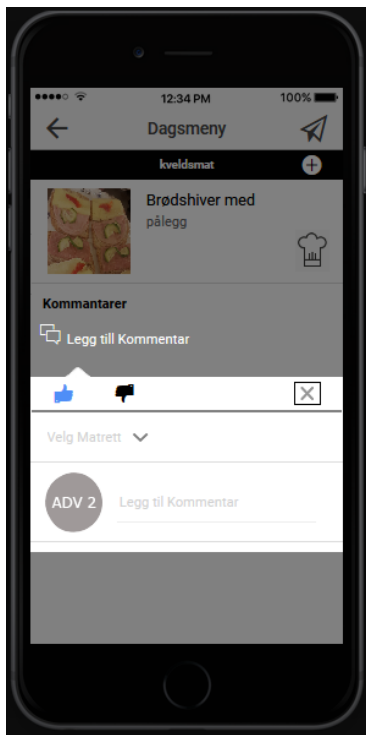 12:34 PM 100%
Dagsmeny
kveldsmat
Brødshiver med
pålegg
Kommantarer
Legg till Kommentar
Velg Matrett
ADV 2 Legg til Kommentar